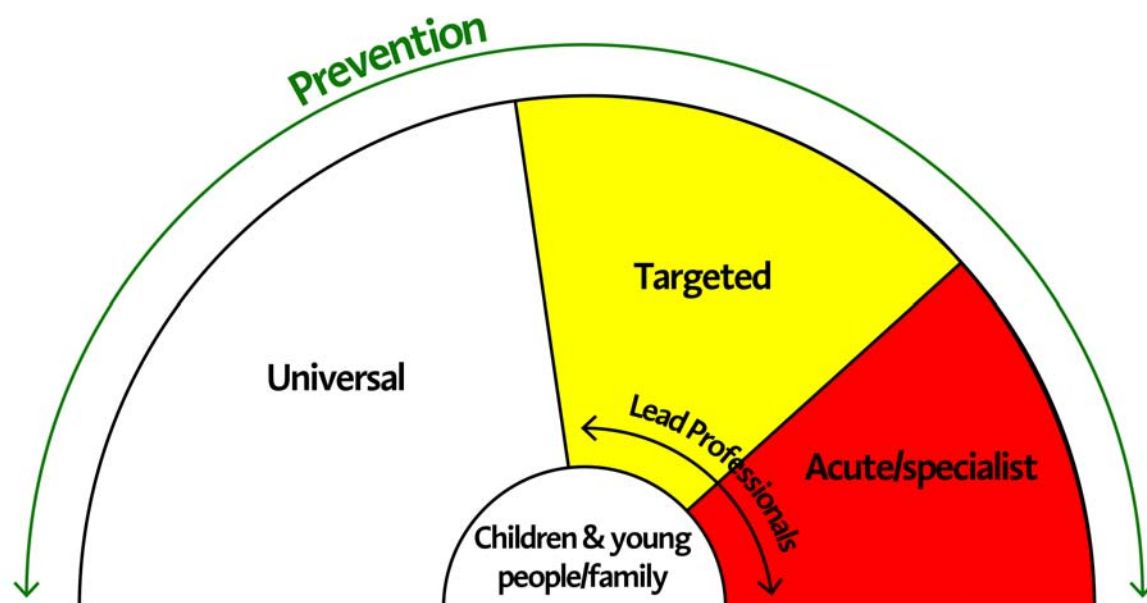 Prevention
Targeted
Universal
Lead Professionals
Acute/specialist
Children & young
people/family